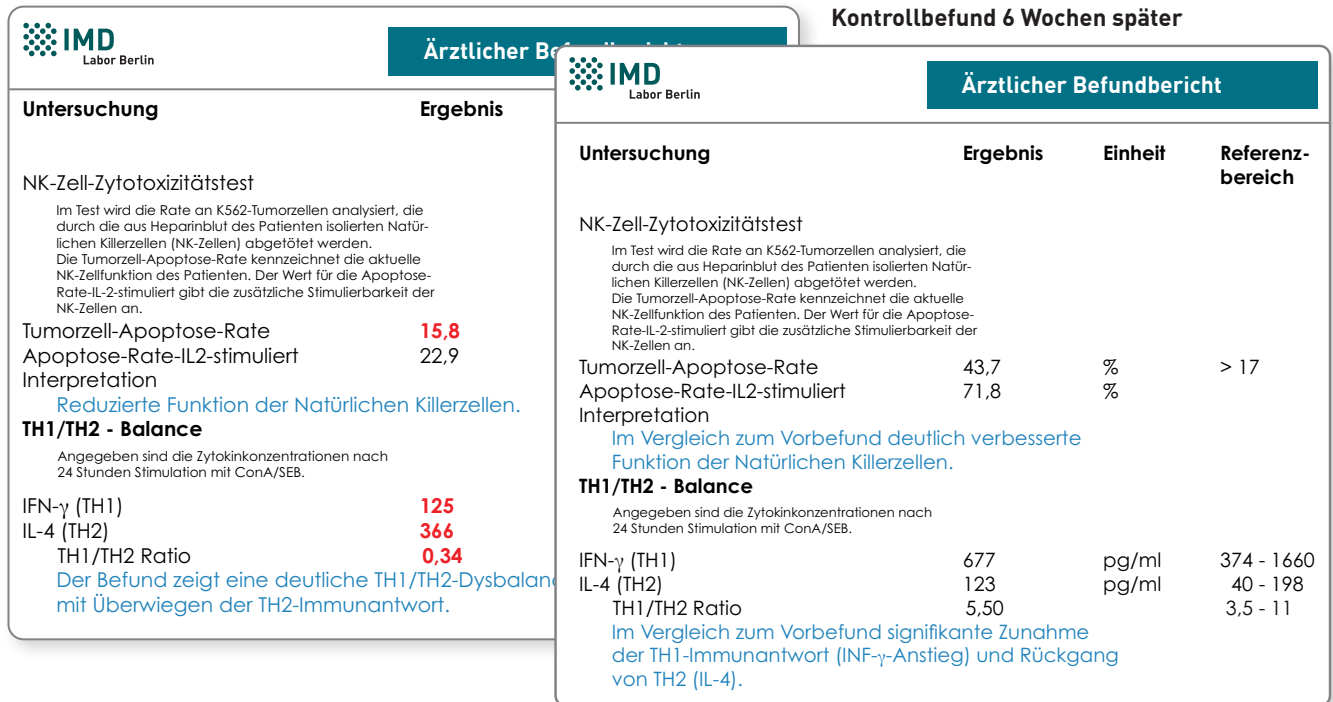 IMD
Labor Berlin
Ärztlicher
Untersuchung Ergebnis
NK-Zell-Zytotoxizitätstest
Im Test wird die Rate an K562-Tumorzellen analysiert, die
durch die aus Heparinblut des Patienten isolierten Natür-
lichen Killerzellen (NK-Zellen) abgetötet werden.
Die Tumorzell-Apoptose-Rate kennzeichnet die aktuelle
NK-Zellfunktion des Patienten. Der Wert für die Apoptose-
Rate-IL-2-stimuliert gibt die zusätzliche Stimulierbarkeit der
NK-Zellen an.
Tumorzell-Apoptose-Rate 15,8
Apoptose-Rate-IL2-stimuliert 22,9
Interpretation
Reduzierte Funktion der Natürlichen Killerzellen.
TH1/TH2 - Balance
Angegeben sind die Zytokinkonzentrationen nach
24 Stunden Stimulation mit ConA/SEB.
IFN-γ (TH1) 125
IL-4 (TH2) 366
TH1/TH2 Ratio 0,34
Der Befund zeigt eine deutliche TH1/TH2-Dysbalan
mit Überwiegen der TH2-Immunantwort.
Kontrollbefund 6 Wochen später
IMD
Labor Berlin
Ärztlicher Befundbericht
Untersuchung Ergebnis Einheit Referenz-
bereich
NK-Zell-Zytotoxizitätstest
Im Test wird die Rate an K562-Tumorzellen analysiert, die
durch die aus Heparinblut des Patienten isolierten Natür-
lichen Killerzellen (NK-Zellen) abgetötet werden.
Die Tumorzell-Apoptose-Rate kennzeichnet die aktuelle
NK-Zellfunktion des Patienten. Der Wert für die Apoptose-
Rate-IL-2-stimuliert gibt die zusätzliche Stimulierbarkeit der
NK-Zellen an.
Tumorzell-Apoptose-Rate 43,7 % > 17
Apoptose-Rate-IL2-stimuliert 71,8 %
Interpretation
Im Vergleich zum Vorbefund deutlich verbesserte
Funktion der Natürlichen Killerzellen.
TH1/TH2 - Balance
Angegeben sind die Zytokinkonzentrationen nach
24 Stunden Stimulation mit ConA/SEB.
IFN-γ (TH1) 677 pg/ml 374 - 1660
IL-4 (TH2) 123 pg/ml 40 - 198
TH1/TH2 Ratio 5,50 3,5 - 11
Im Vergleich zum Vorbefund signifikante Zunahme
der TH1-Immunantwort (INF-γ-Anstieg) und Rückgang
von TH2 (IL-4).